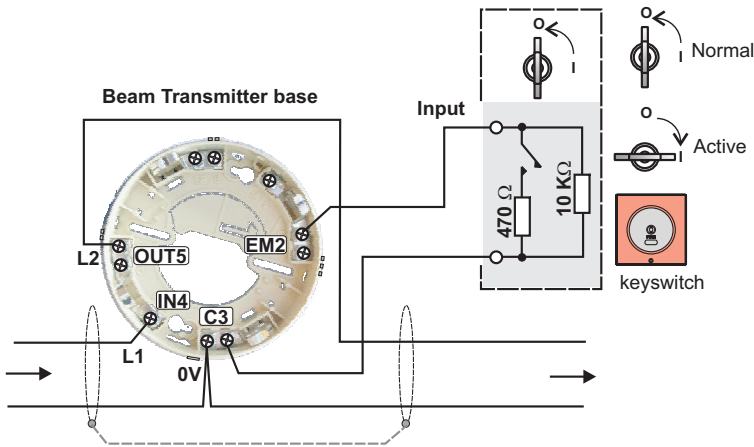 O
I
O
I
Normal
Beam Transmitter base
Input
O
I
Active
470 Ω
10 KΩ
EM2
L2
OUT5
keyswitch
IN4
C3
L1
0V